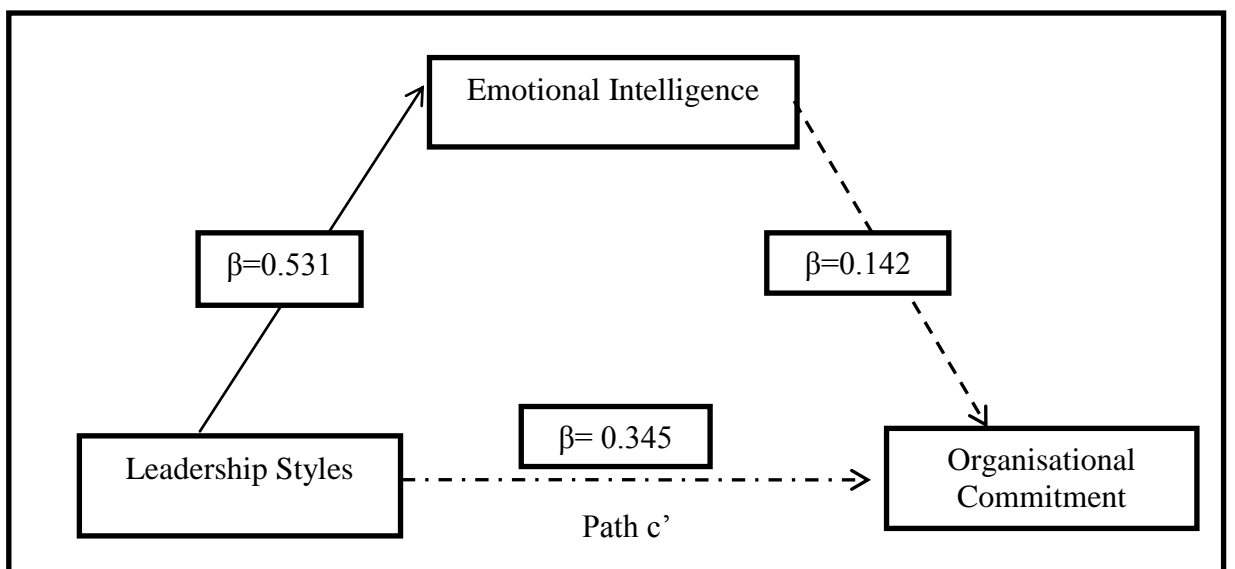 Emotional Intelligence
β=0.531
β=0.142
β= 0.345
Leadership Styles
Organisational
Commitment
Path c’